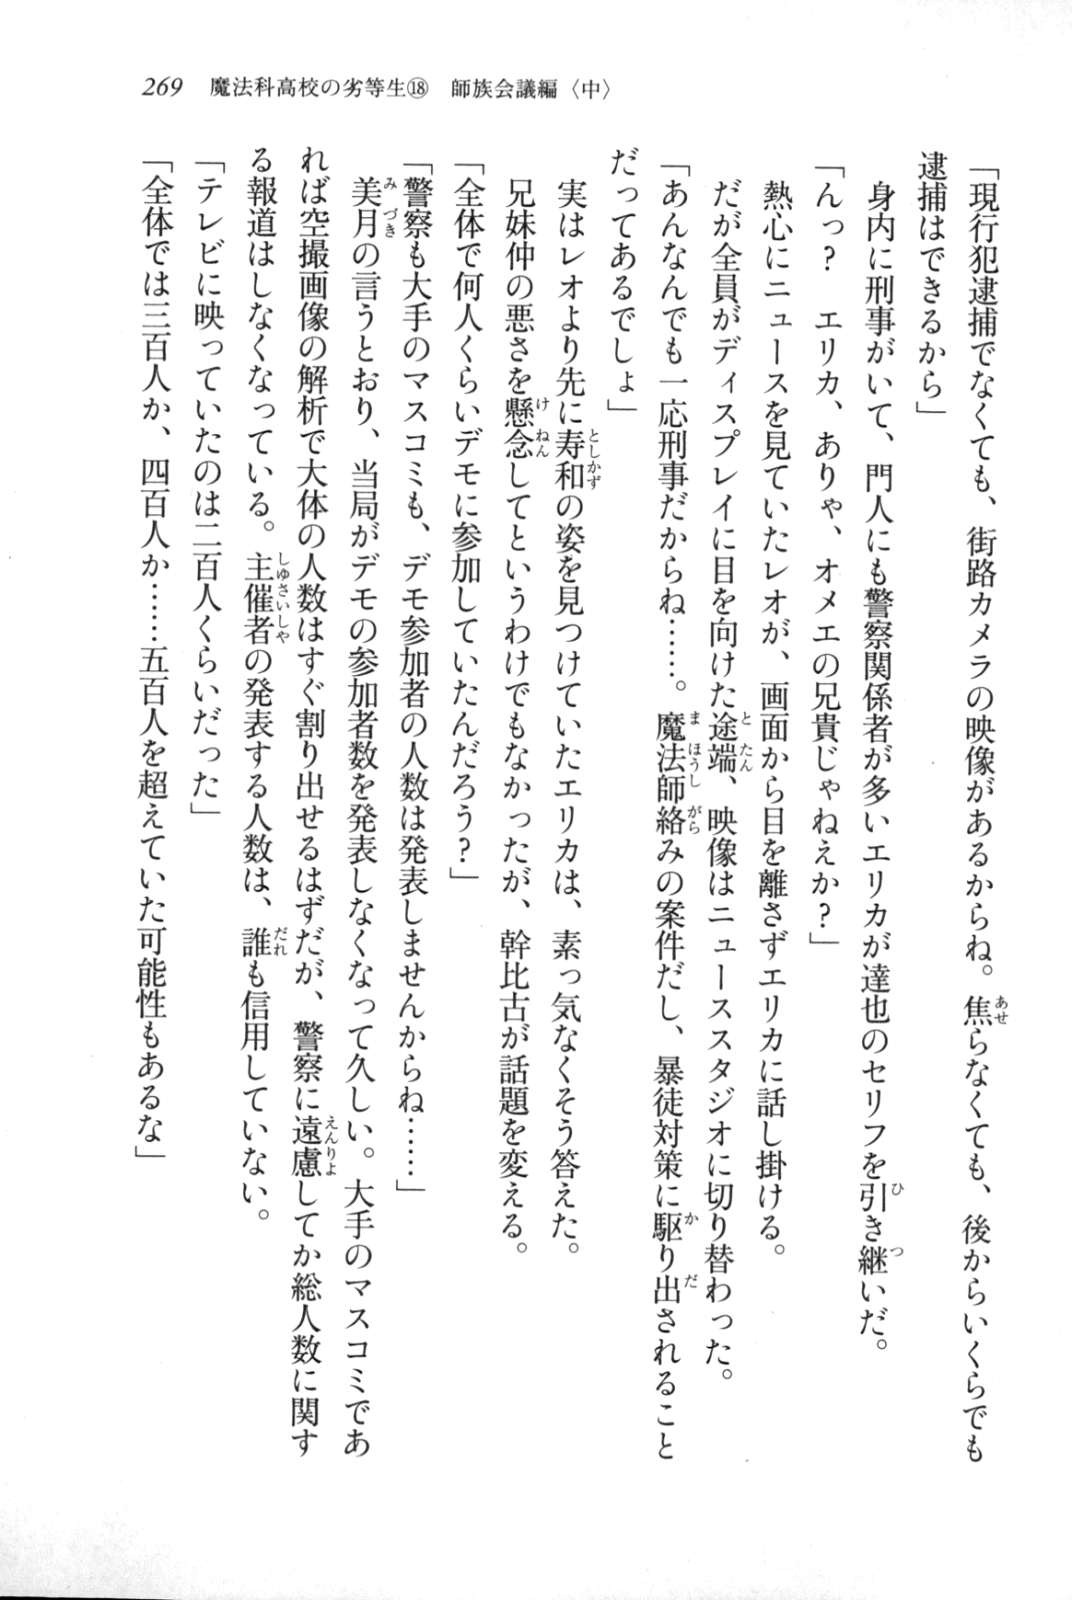 269　魔法科高校の劣等生⑱　師族会議編〈中〉
「現行犯逮捕でなくても、街路カメラの映像があるからね。焦らなくても、後からいくらでも
逮捕はできるから」
　身内に刑事がいて、門人にも警察関係者が多いエリカが達也のセリフを引き継いだ。
「んっ？　エリカ、ありゃ、オメエの兄貴じゃねえか？」
　熱心にニュースを見ていたレオが、画面から目を離さずエリカに話し掛ける。
　だが全員がディスプレイに目を向けた途端、映像はニューススタジオに切り替わった。
「あんなんでも一応刑事だからね……。魔法師絡みの案件だし、暴徒対策に駆り出されること
だってあるでしょ」
　実はレオより先に寿和の姿を見つけていたエリカは、素っ気なくそう答えた。
　兄妹仲の悪さを懸念してというわけでもなかったが、幹比古が話題を変える。
「全体で何人くらいデモに参加していたんだろう？」
「警察も大手のマスコミも、デモ参加者の人数は発表しませんからね……」
　美月の言うとおり、当局がデモの参加者数を発表しなくなって久しい。大手のマスコミであ
れば空撮画像の解析で大体の人数はすぐ割り出せるはずだが、警察に遠慮してか総人数に関す
る報道はしなくなっている。主催者の発表する人数は、誰も信用していない。
「テレビに映っていたのは二百人くらいだった」
「全体では三百人か、四百人か……五百人を超えていた可能性もあるな」